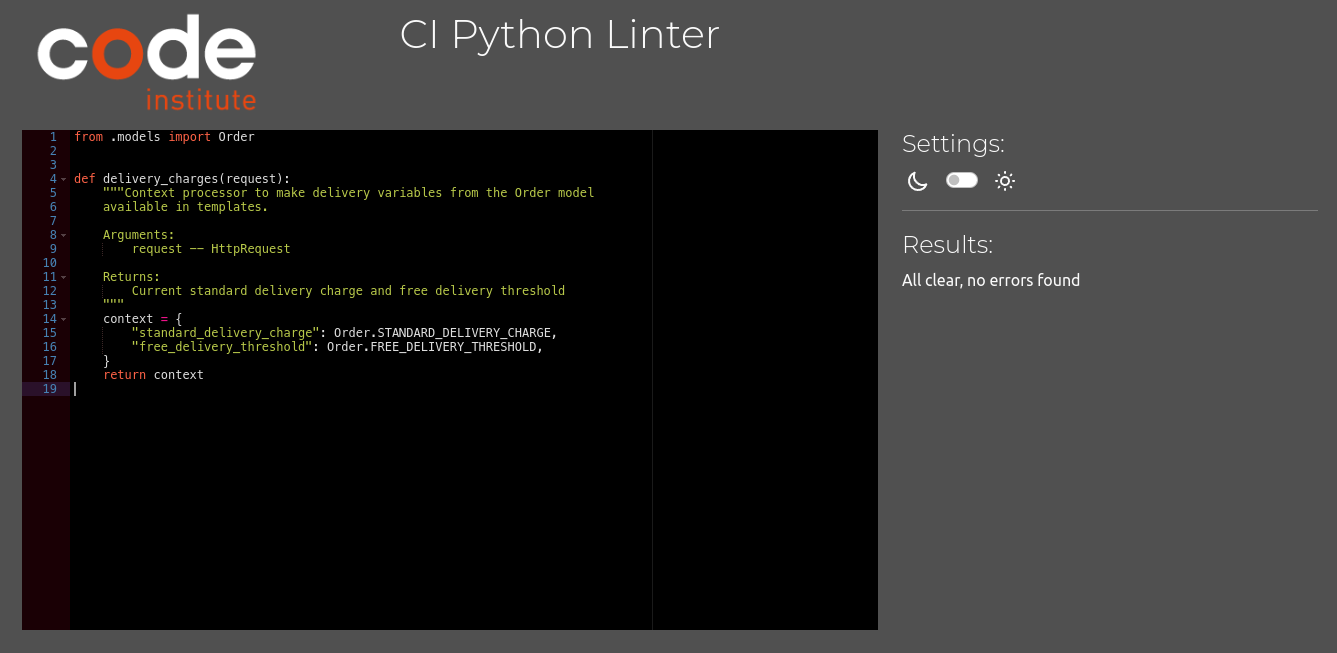 code
institute
CI Python Linter
1 from .models import Order
2
3
4 def delivery_charges(request):
5     """Context processor to make delivery variables from the Order model
6     available in templates.
7
8     Arguments:
9         request -- HttpRequest
10
11     Returns:
12         Current standard delivery charge and free delivery threshold
13     """
14     context = {
15         "standard_delivery_charge": Order.STANDARD_DELIVERY_CHARGE,
16         "free_delivery_threshold": Order.FREE_DELIVERY_THRESHOLD,
17     }
18     return context
19
Settings:
Results:
All clear, no errors found